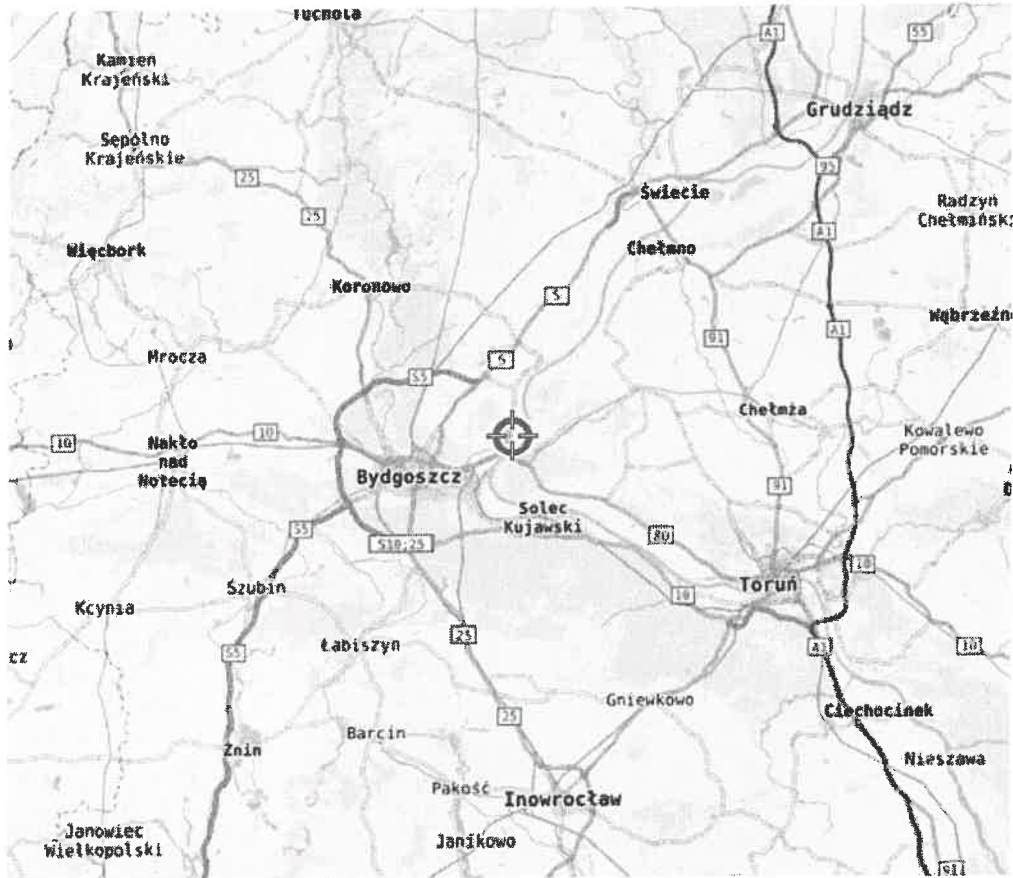 Tuchola
A1
55
Kamień
Krajeński
Grudziądz
Sępólno
Krajeńskie
95
25
Świecie
25
Radzyń
Chełmiński
A1
Więcbork
Chełmno
Koronowo
5
Wąbrzeźno
A1
91
Mrocza
5
S5
Chełmża
Kowalewo
Pomorskie
10
10
Nakło
nad
Notecią
Bydgoszcz
91
Solec
Kujawski
S5
80
S10;25
10
Toruń
Szubin
10
Kcynia
25
Łabiszyn
10
cz
S5
A1
Gniewkowo
Ciechocinek
25
Barcin
Żnin
Nieszawa
Pakość
Inowrocław
Janowiec
Wielkopolski
Janikowo
91